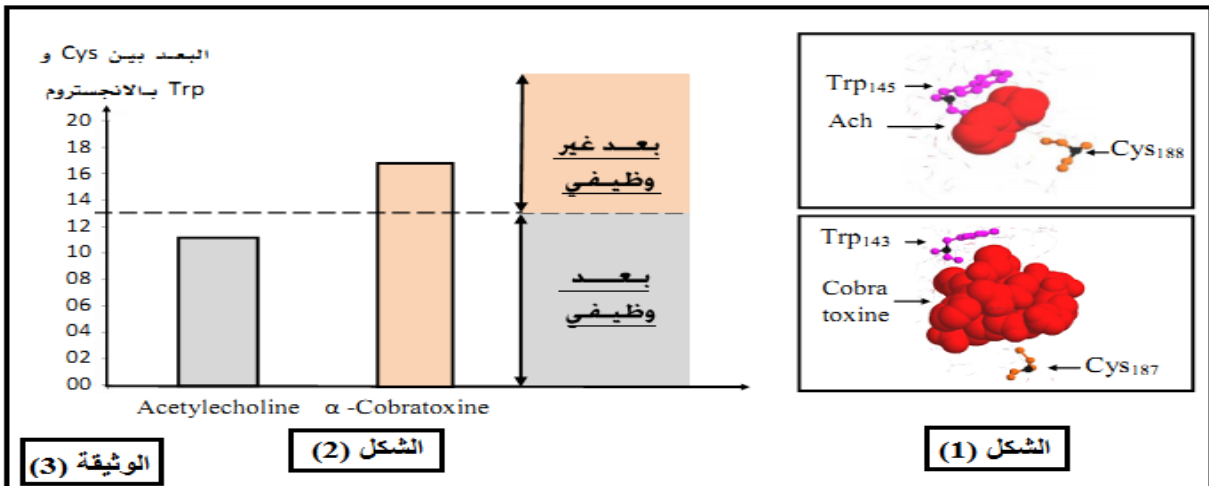 البعد بين Cys و
Trp بالانجستروم
20
18
16
14
12
10
08
06
04
02
00
Acetylecholine
α -Cobratoxine
بعد غير
وظيفي
بعد
وظيفي
الشكل (2)
الوثيقة (3)
Trp145
Ach
Cys188
Trp143
Cobra
toxine
Cys187
الشكل (1)